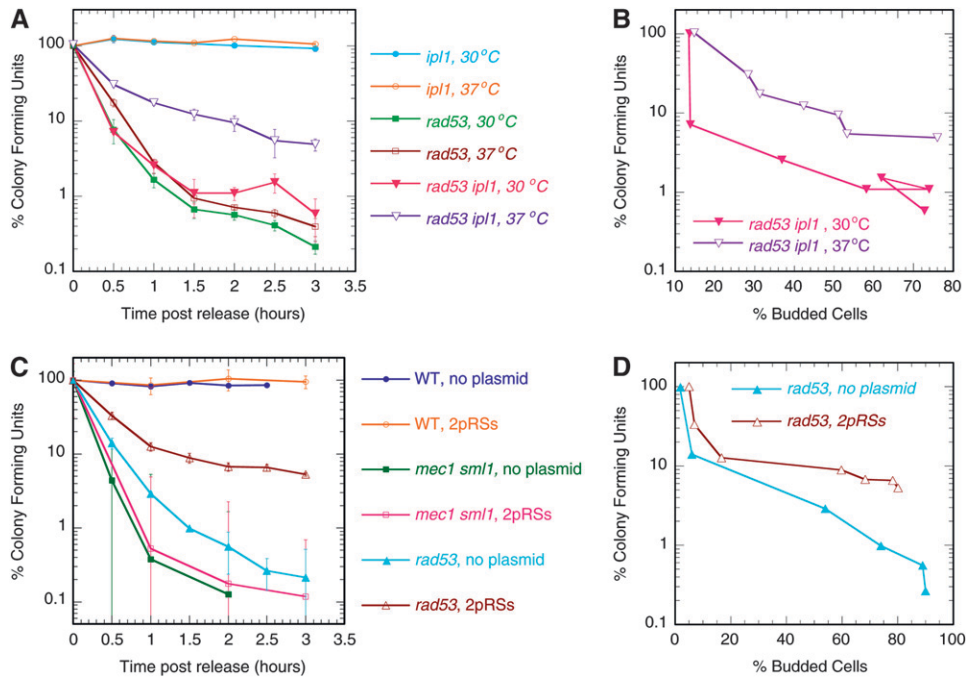 A
% Colony Forming Units
100
10
1
0.1
0 0.5 1 1.5 2 2.5 3 3.5
Time post release (hours)
ipl1, 30°C
ipl1, 37°C
rad53, 30°C
rad53, 37°C
rad53 ipl1, 30°C
rad53 ipl1, 37°C
B
% Colony Forming Units
100
10
1
0.1
rad53 ipl1 , 30°C
rad53 ipl1 , 37°C
10 20 30 40 50 60 70 80
% Budded Cells
C
% Colony Forming Units
100
10
1
0.1
0 0.5 1 1.5 2 2.5 3 3.5
Time post release (hours)
WT, no plasmid
WT, 2pRSs
mec1 sml1, no plasmid
mec1 sml1, 2pRSs
rad53, no plasmid
rad53, 2pRSs
D
% Colony Forming Units
100
10
1
0.1
rad53, no plasmid
rad53, 2pRSs
0 20 40 60 80 100
% Budded Cells